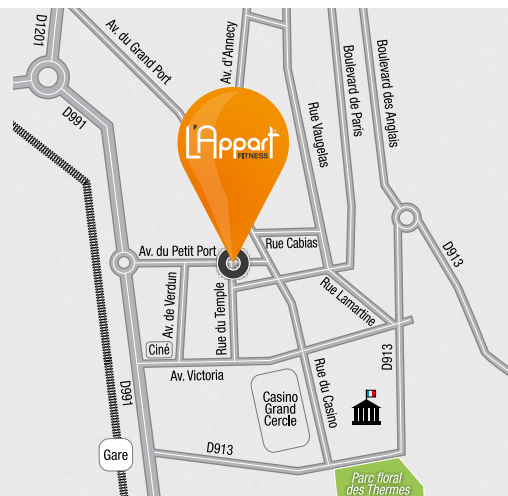 D1201
Av. du Grand Port
Av. d'Annecy
Rue Vaugelas
Boulevard de Paris
Boulevard des Anglais
D991
L'Appart
FITNESS
Av. du Petit Port
Rue Cabias
D913
Av. de Verdun
Rue du Temple
Rue Lamartine
Ciné
D913
Av. Victoria
D991
Casino
Grand
Cercle
Rue du Casino
Gare
D913
Parc floral
des Thermes